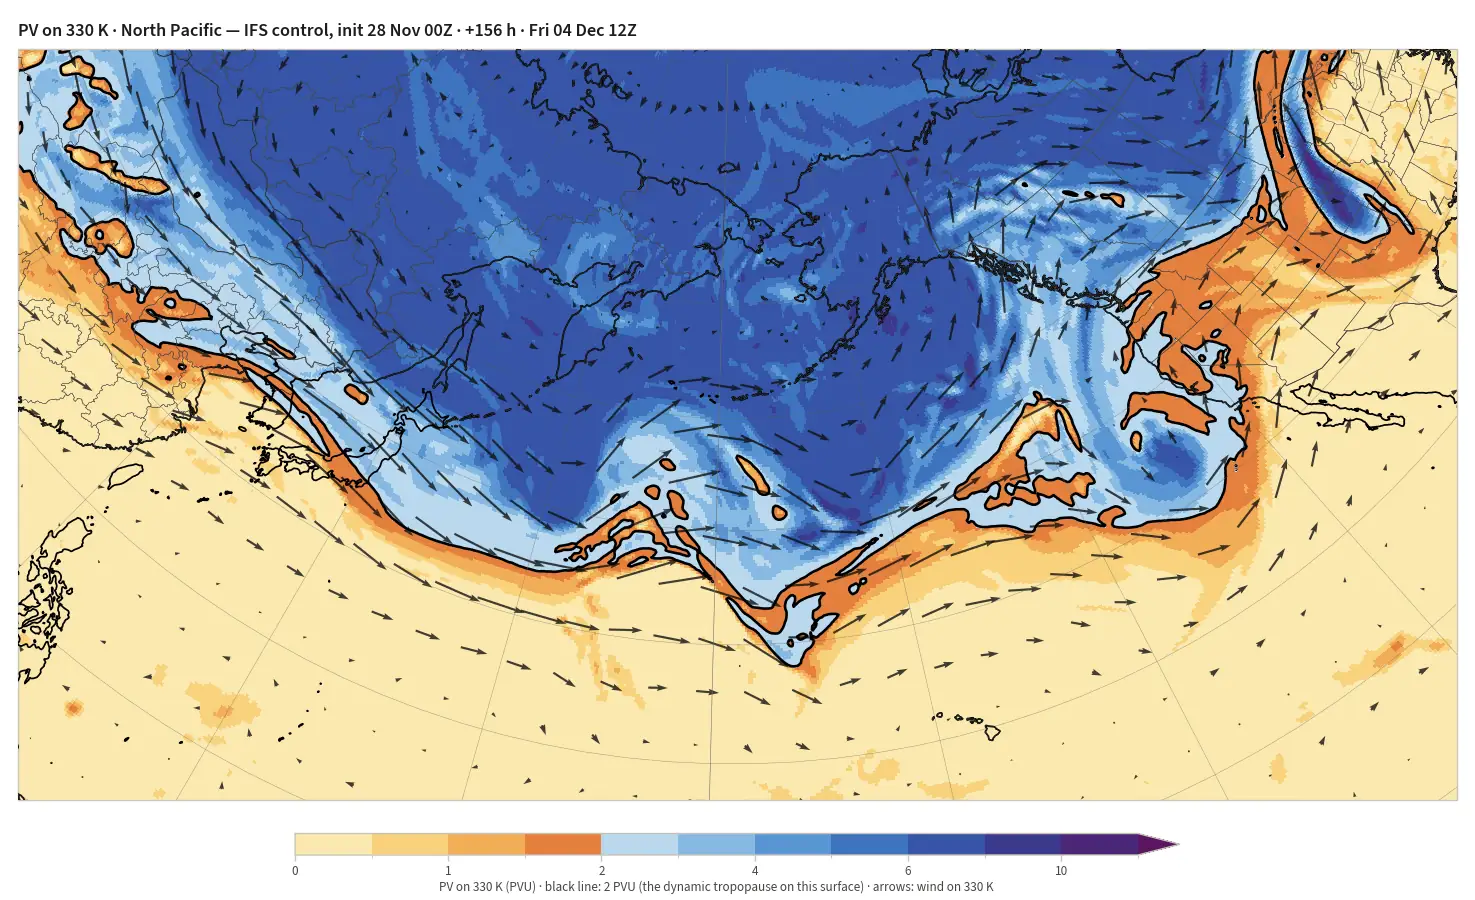 PV on 330 K · North Pacific — IFS control, init 28 Nov 00Z · +156 h · Fri 04 Dec 12Z
0 1 2 4 6 10
PV on 330 K (PVU) · black line: 2 PVU (the dynamic tropopause on this surface) · arrows: wind on 330 K